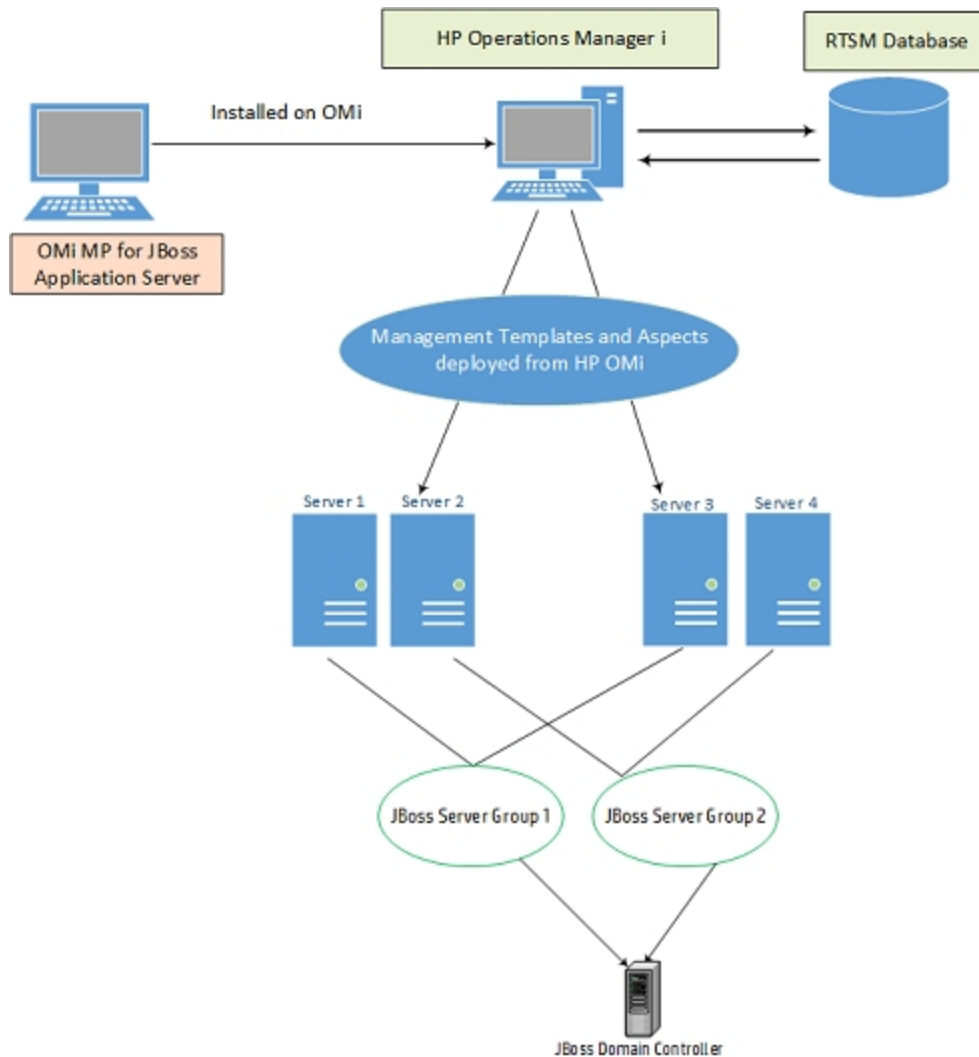 HP Operations Manager i
RTSM Database
Installed on OMi
OMi MP for JBoss
Application Server
Management Templates and Aspects
deployed from HP OMi
Server 1
Server 2
Server 3
Server 4
JBoss Server Group 1
JBoss Server Group 2
JBoss Domain Controller